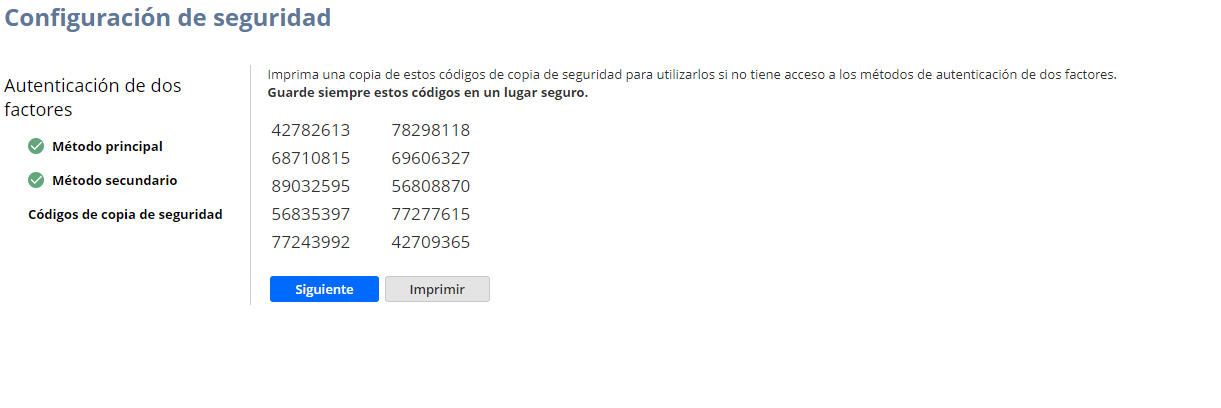 Configuración de seguridad
Autenticación de dos
factores
Método principal
Método secundario
Códigos de copia de seguridad
Imprima una copia de estos códigos de copia de seguridad para utilizarlos si no tiene acceso a los métodos de autenticación de dos factores.
Guarde siempre estos códigos en un lugar seguro.
42782613 78298118
68710815 69606327
89032595 56808870
56835397 77277615
77243992 42709365
Siguiente Imprimir